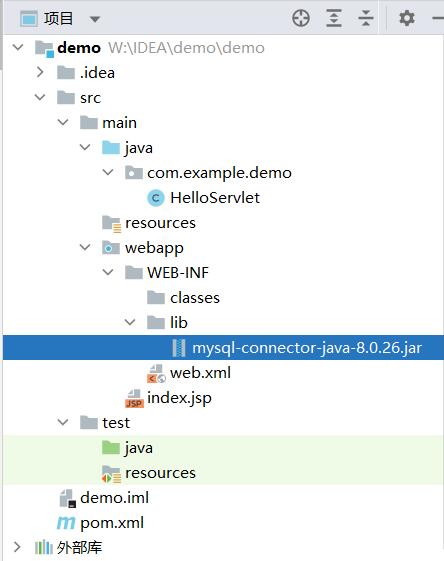 项目
demo W:\IDEA\demo\demo
.idea
src
main
java
com.example.demo
C HelloServlet
resources
webapp
WEB-INF
classes
lib
mysql-connector-java-8.0.26.jar
web.xml
JSP index.jsp
test
java
resources
demo.iml
m pom.xml
外部库